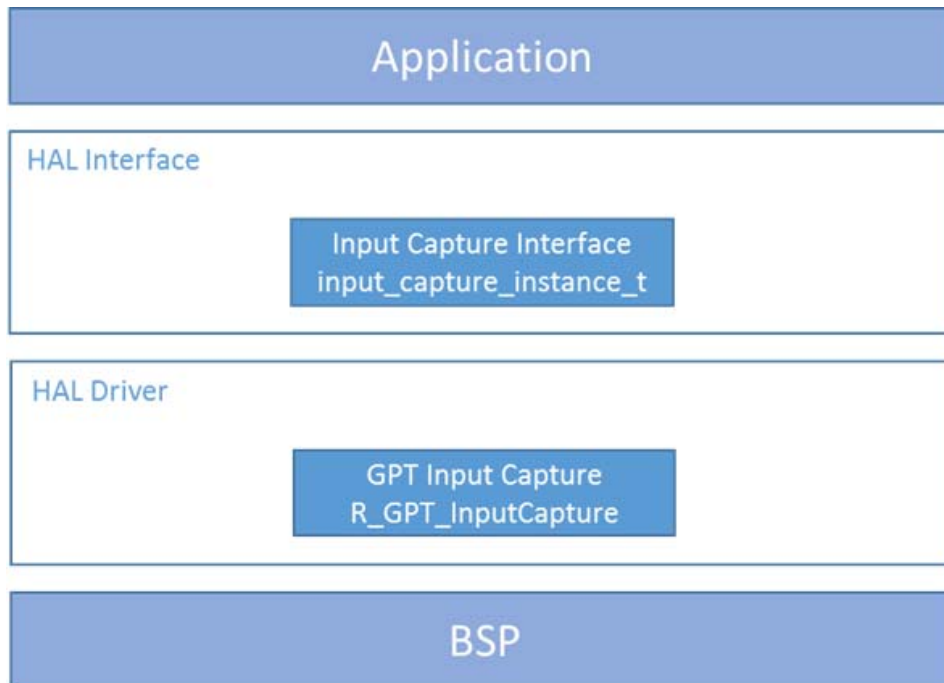 Application
HAL Interface
Input Capture Interface
input_capture_instance_t
HAL Driver
GPT Input Capture
R_GPT_InputCapture
BSP